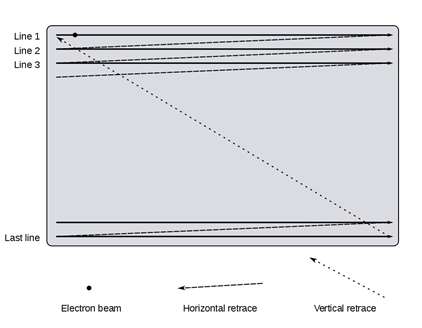 Line 1
Line 2
Line 3
Last line
Electron beam Horizontal retrace Vertical retrace